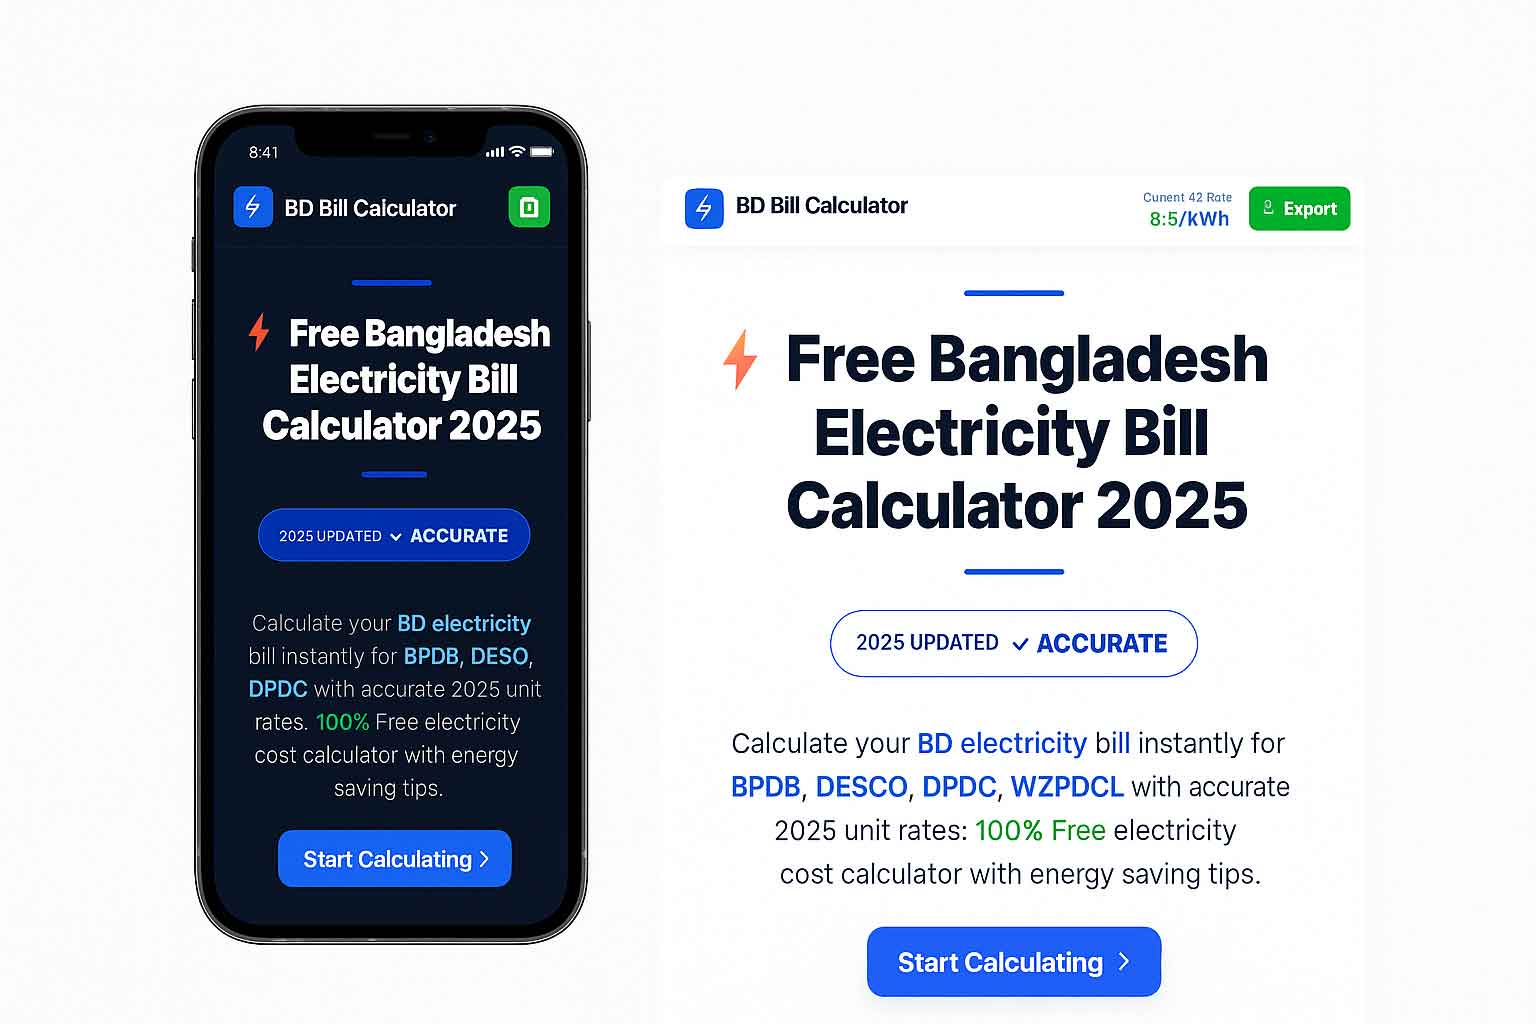 8:41
BD Bill Caiculator
Free Bangladesh
Electricity Bill
Calculator 2025
2025 UPDATED ACCURATE
Calculate your BD electricity
bill instantly for BPDB, DESO,
DPDC with accurate 2025 unit
rates. 100% Free electricity
cost calculator with energy
saving tips.
Start Calculating
BD Bill Calculator
Cunent 42 Rate
8:5/kWh
Export
Free Bangladesh
Electricity Bill
Calculator 2025
2025 UPDATED ✓ ACCURATE
Calculate your BD electricity bill instantly for
BPDB, DESCO, DPDC, WZPDCL with accurate
2025 unit rates: 100% Free electricity
cost calculator with energy saving tips.
Start Calculating